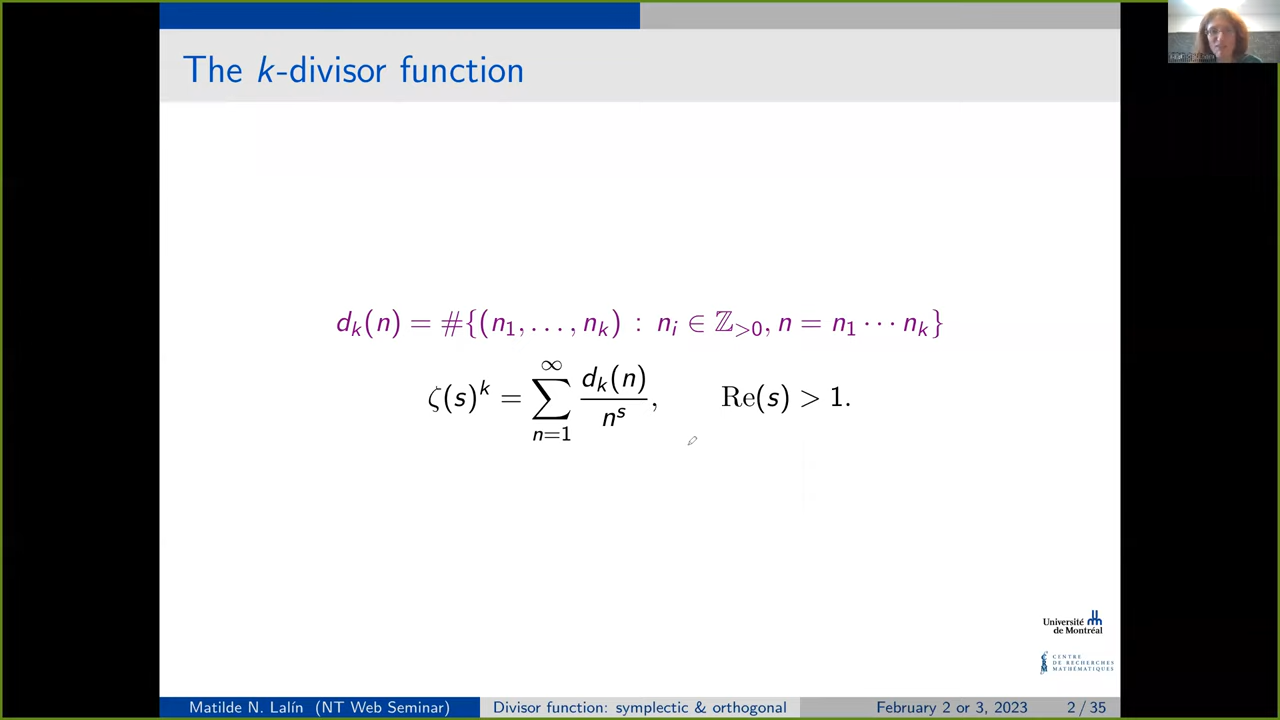 The k-divisor function
d_k(n) = #{(n_1, . . . , n_k) : n_i ∈ ℤ_{>0}, n = n_1 ⋯ n_k}
ζ(s)^k = ∑_{n=1}^{∞} d_k(n)/n^s, Re(s) > 1.
Université
de Montréal
CENTRE
DE RECHERCHES
MATHÉMATIQUES
Matilde N. Lalín (NT Web Seminar) Divisor function: symplectic & orthogonal February 2 or 3, 2023 2 / 35